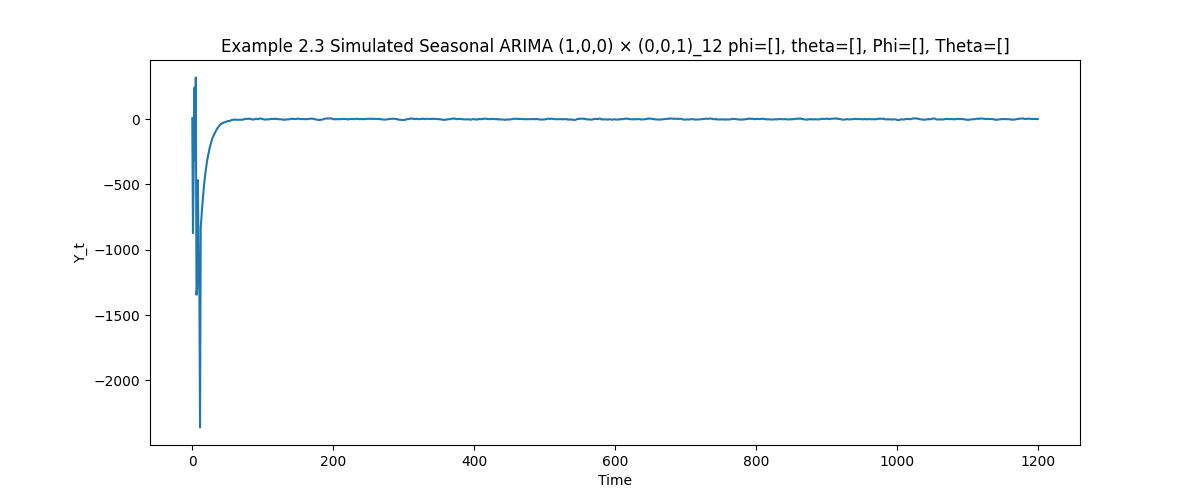 Example 2.3 Simulated Seasonal ARIMA (1,0,0) × (0,0,1)_12 phi=[], theta=[], Phi=[], Theta=[]
Y_t
0
−500
−1000
−1500
−2000
0 200 400 600 800 1000 1200
Time